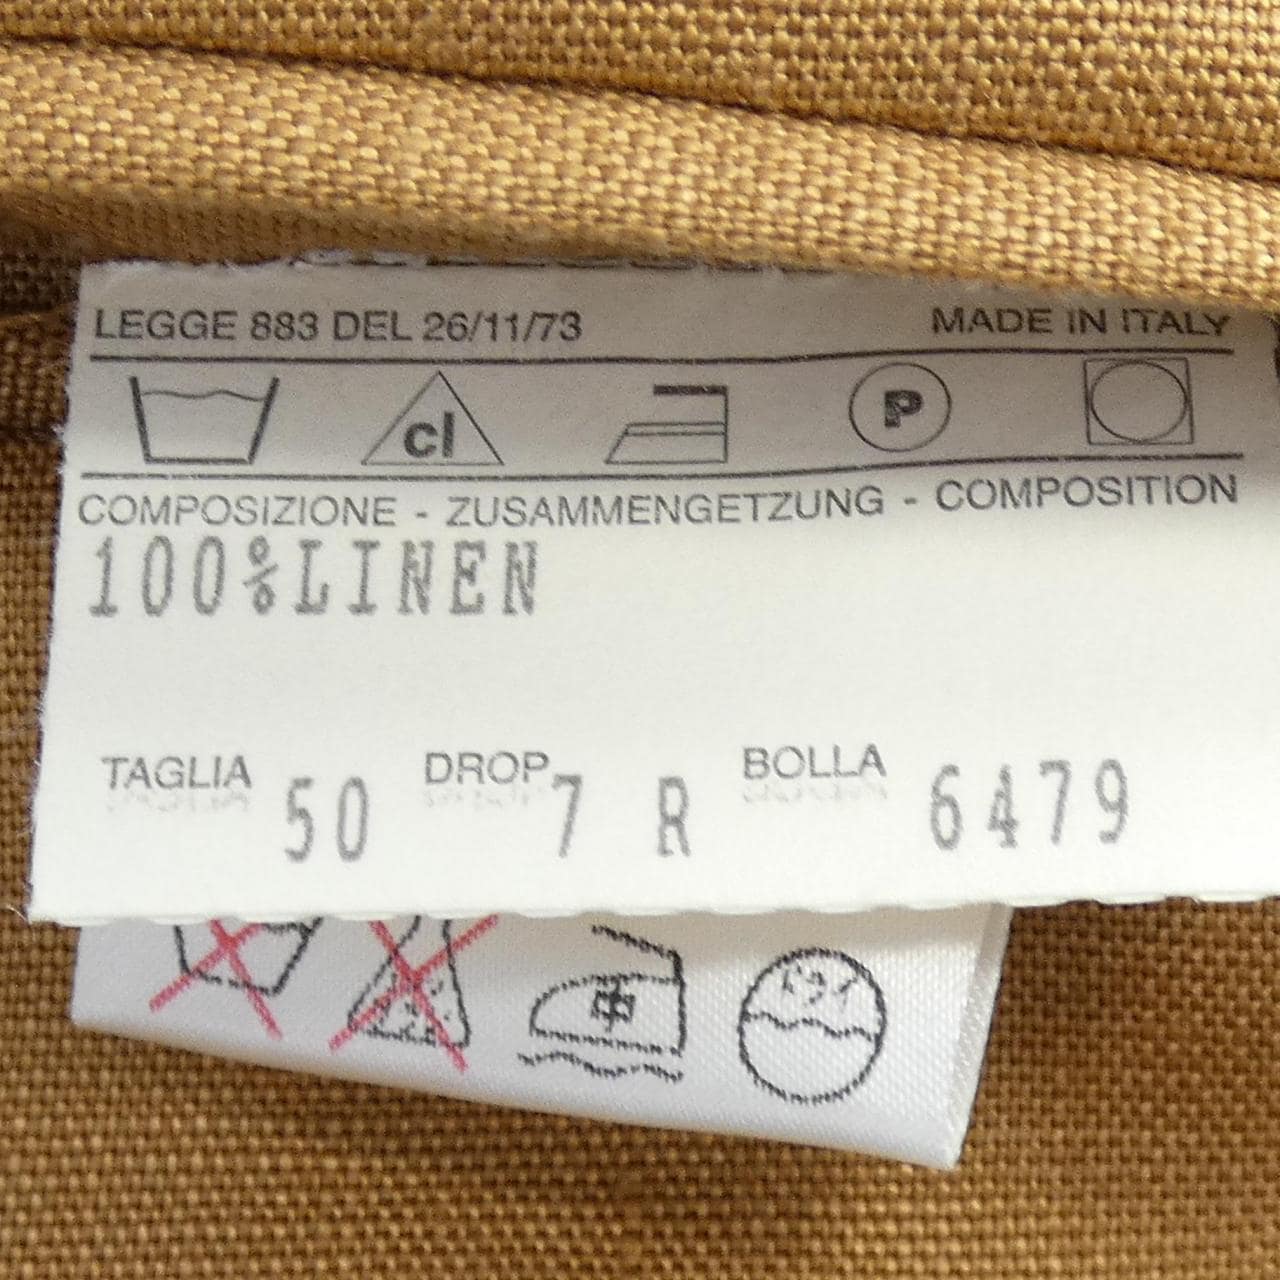 LEGGE 883 DEL 26/11/73 MADE IN ITALY
cl P
COMPOSIZIONE - ZUSAMMENGETZUNG - COMPOSITION
100%LINEN
TAGLIA 50 DROP 7 R BOLLA 6479